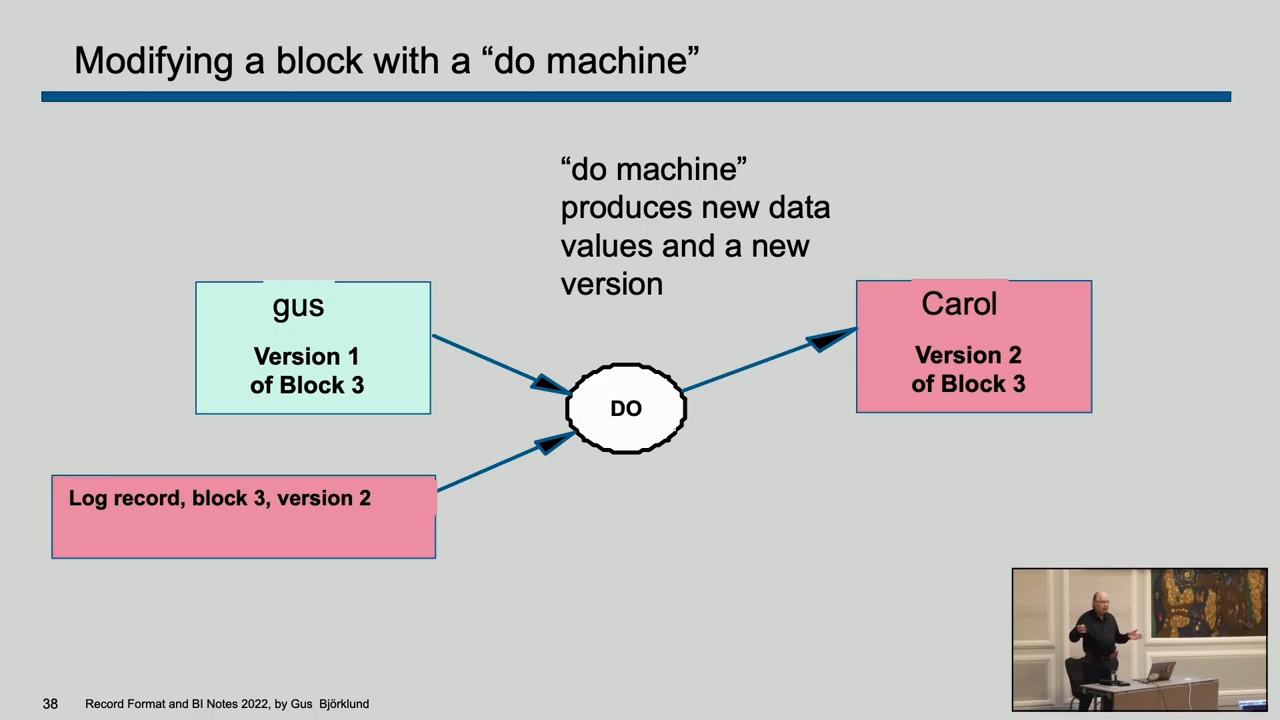 Modifying a block with a “do machine”
“do machine”
produces new data
values and a new
version
gus
Version 1
of Block 3
Carol
Version 2
of Block 3
DO
Log record, block 3, version 2
38 Record Format and BI Notes 2022, by Gus Björklund